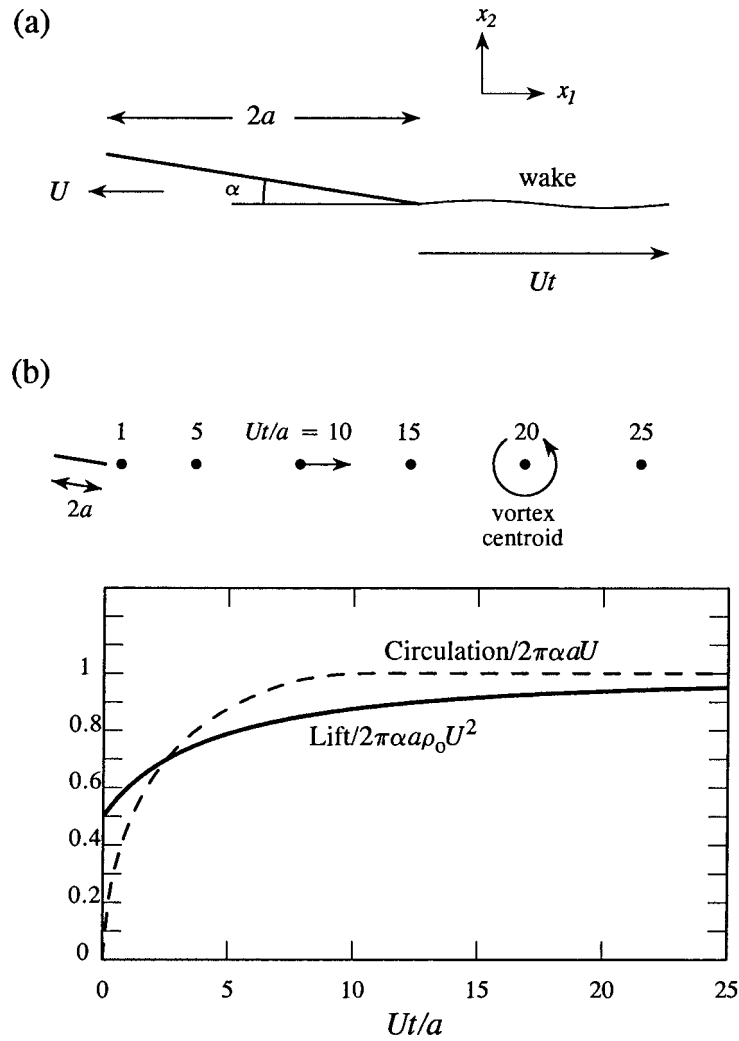 (a)
x₂
x₁
2a
U
α
wake
Ut
(b)
1 5 Ut/a = 10 15 20 25
2a
vortex
centroid
Circulation/2παaU
Lift/2παaρ₀U²
1
0.8
0.6
0.4
0.2
0
0 5 10 15 20 25
Ut/a